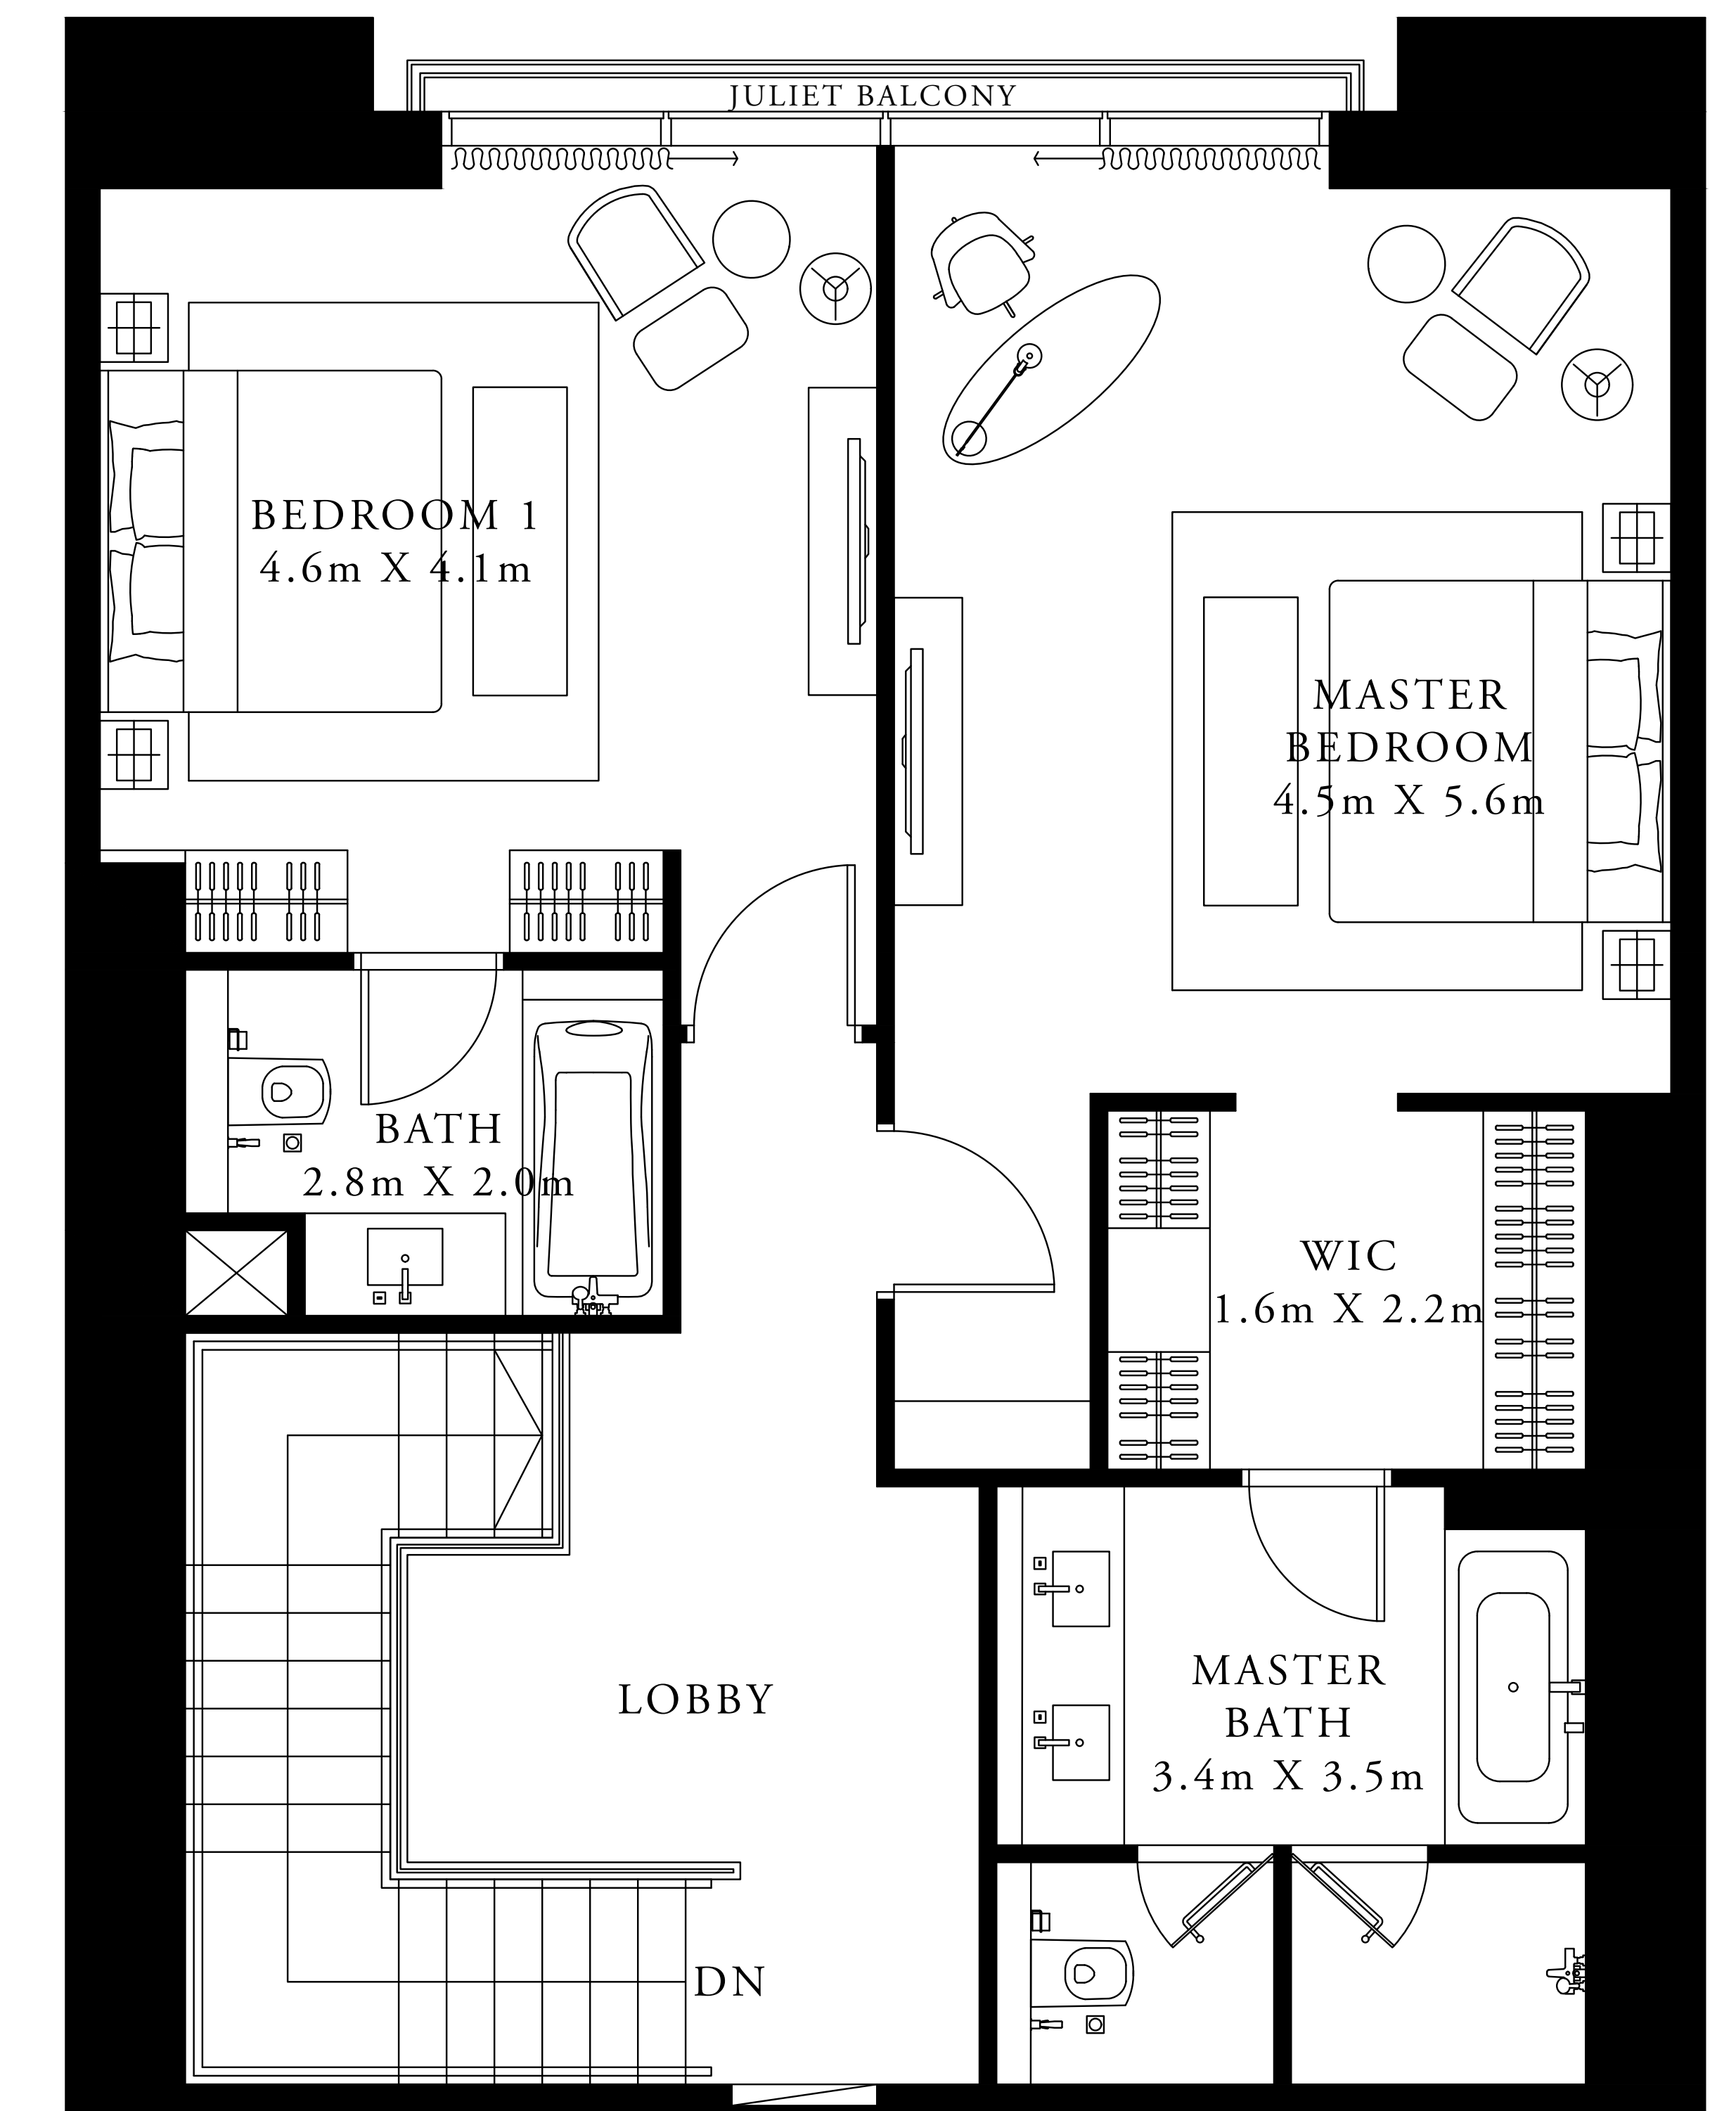 JULIET BALCONY
BEDROOM 1
4.6m X 4.1m
MASTER
BEDROOM
4.5m X 5.6m
BATH
2.8m X 2.0m
WIC
1.6m X 2.2m
LOBBY
MASTER
BATH
3.4m X 3.5m
DN